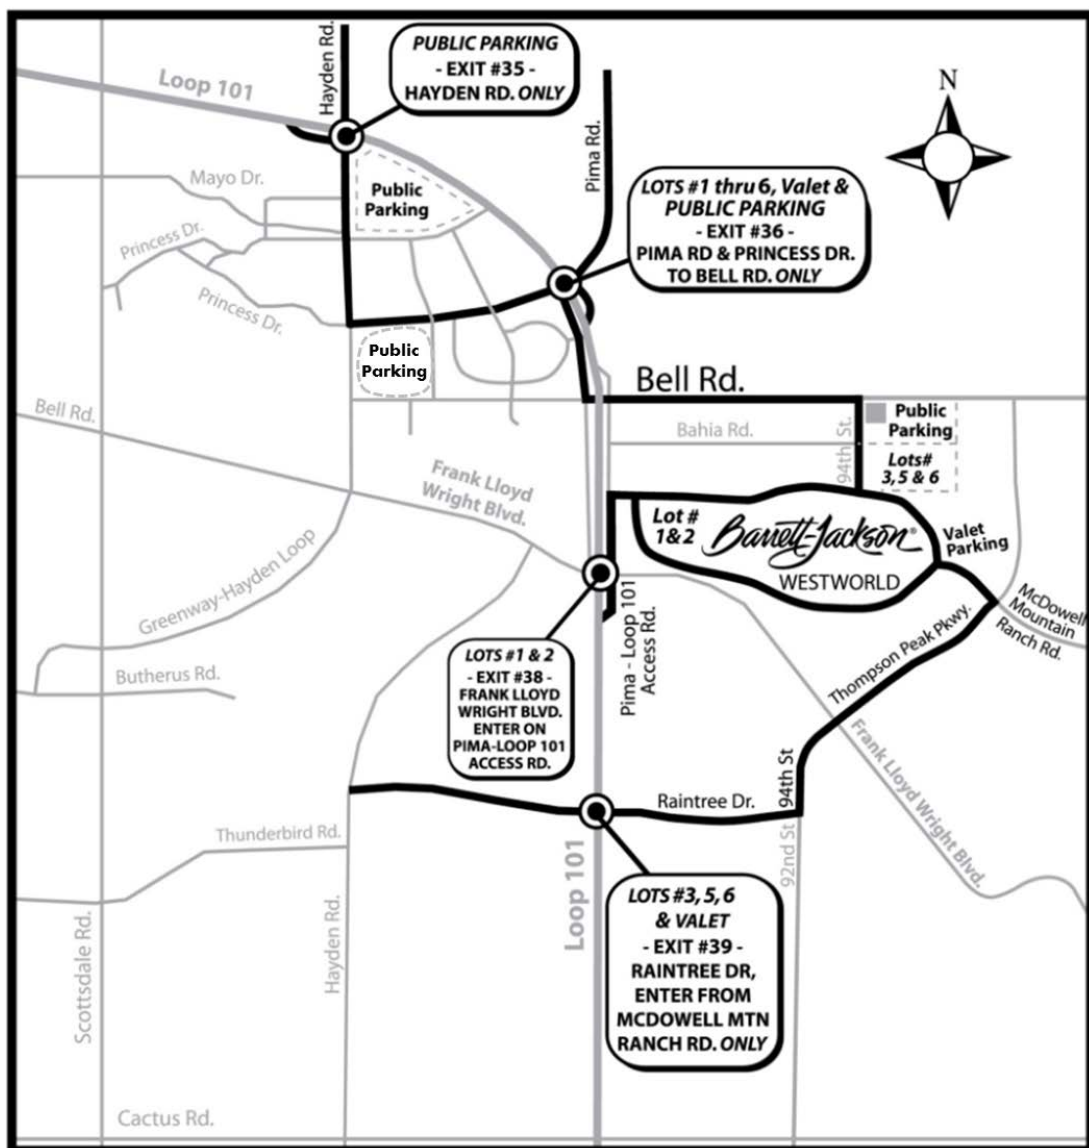 Hayden Rd.
PUBLIC PARKING
- EXIT #35 -
HAYDEN RD. ONLY
N
Loop 101
Pima Rd.
Mayo Dr.
Public
Parking
LOTS #1 thru 6, Valet &
PUBLIC PARKING
- EXIT #36 -
PIMA RD & PRINCESS DR.
TO BELL RD. ONLY
Princess Dr.
Princess Dr.
Public
Parking
Bell Rd.
Bell Rd.
Bahia Rd.
94th St.
Public
Parking
Lots#
3,5 & 6
Frank Lloyd
Wright Blvd.
Lot #
1&2
Barrett-Jackson®
WESTWORLD
Valet
Parking
Greenway-Hayden Loop
Pima - Loop 101
Access Rd.
McDowell
Mountain
Ranch Rd.
Thompson Peak Pkwy.
Butherus Rd.
LOTS #1 & 2
- EXIT #38 -
FRANK LLOYD
WRIGHT BLVD.
ENTER ON
PIMA-LOOP 101
ACCESS RD.
Frank Lloyd Wright Blvd.
94th St
Raintree Dr.
Thunderbird Rd.
92nd St
Loop 101
LOTS #3, 5, 6
& VALET
- EXIT #39 -
RAINTREE DR,
ENTER FROM
MCDOWELL MTN
RANCH RD. ONLY
Scottsdale Rd.
Hayden Rd.
Cactus Rd.